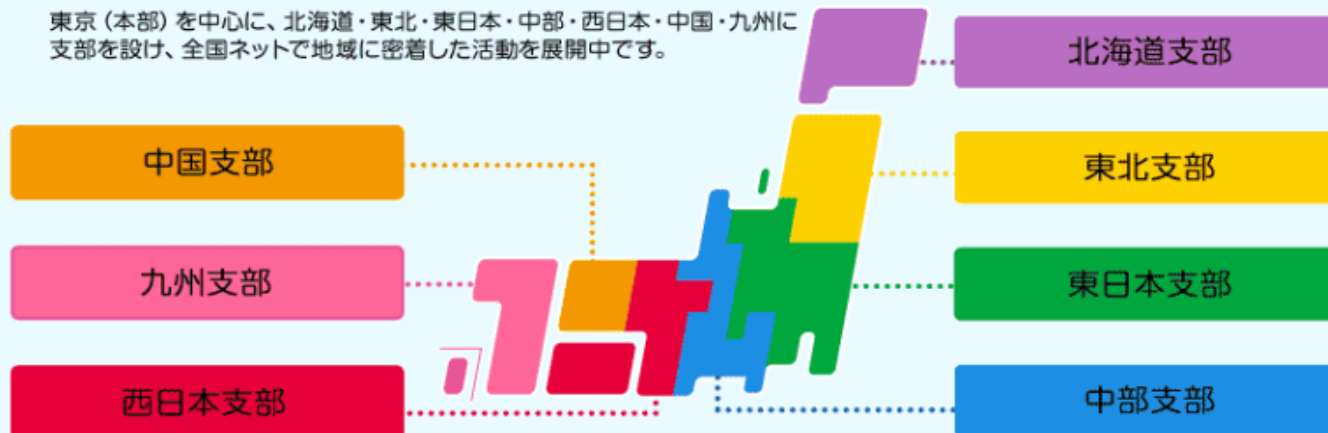 東京（本部）を中心に、北海道・東北・東日本・中部・西日本・中国・九州に
支部を設け、全国ネットで地域に密着した活動を展開中です。
北海道支部
中国支部
東北支部
九州支部
東日本支部
西日本支部
中部支部